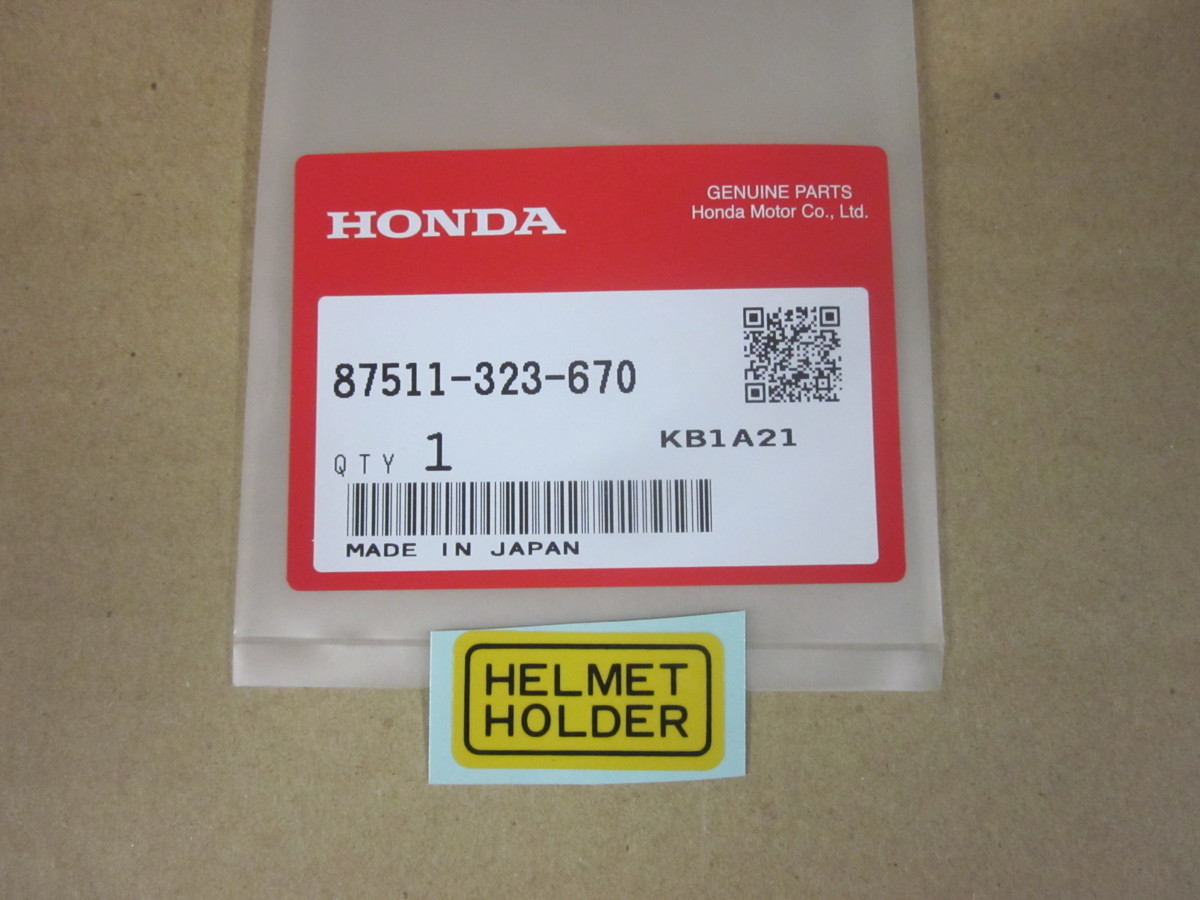 HONDA
GENUINE PARTS
Honda Motor Co., Ltd.
87511-323-670
KB1A21
QTY 1
MADE IN JAPAN
HELMET
HOLDER